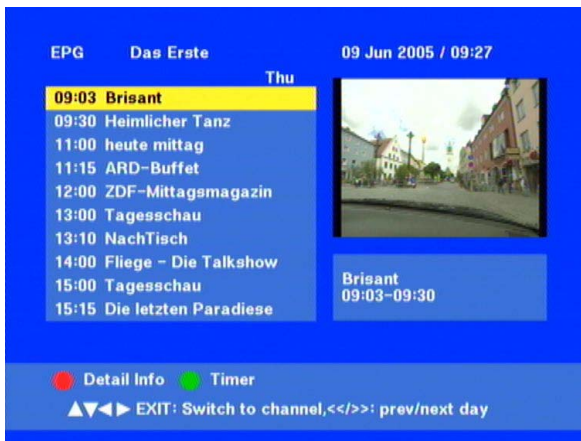 EPG Das Erste 09 Jun 2005 / 09:27
Thu
09:03 Brisant
09:30 Heimlicher Tanz
11:00 heute mittag
11:15 ARD-Buffet
12:00 ZDF-Mittagsmagazin
13:00 Tagesschau
13:10 NachTisch
14:00 Fliege - Die Talkshow
15:00 Tagesschau
15:15 Die letzten Paradiese
Brisant
09:03-09:30
Detail Info Timer
▲▼◀ ▶ EXIT: Switch to channel,<</>>: prev/next day